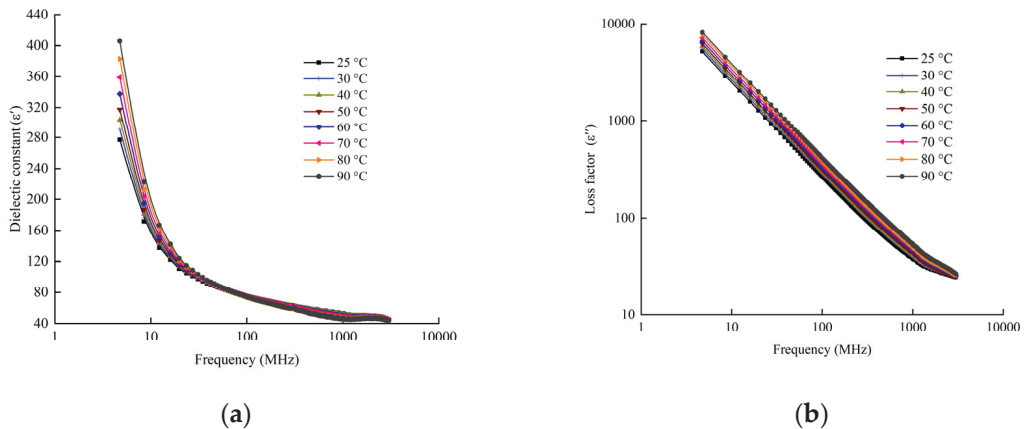 440
400
360
320
280
240
200
160
120
80
40
Dielectic constant (ε′)
25 °C
30 °C
40 °C
50 °C
60 °C
70 °C
80 °C
90 °C
1 10 100 1000 10000
Frequency (MHz)
(a)
10000
1000
100
10
Loss factor (ε″)
25 °C
30 °C
40 °C
50 °C
60 °C
70 °C
80 °C
90 °C
1 10 100 1000 10000
Frequency (MHz)
(b)